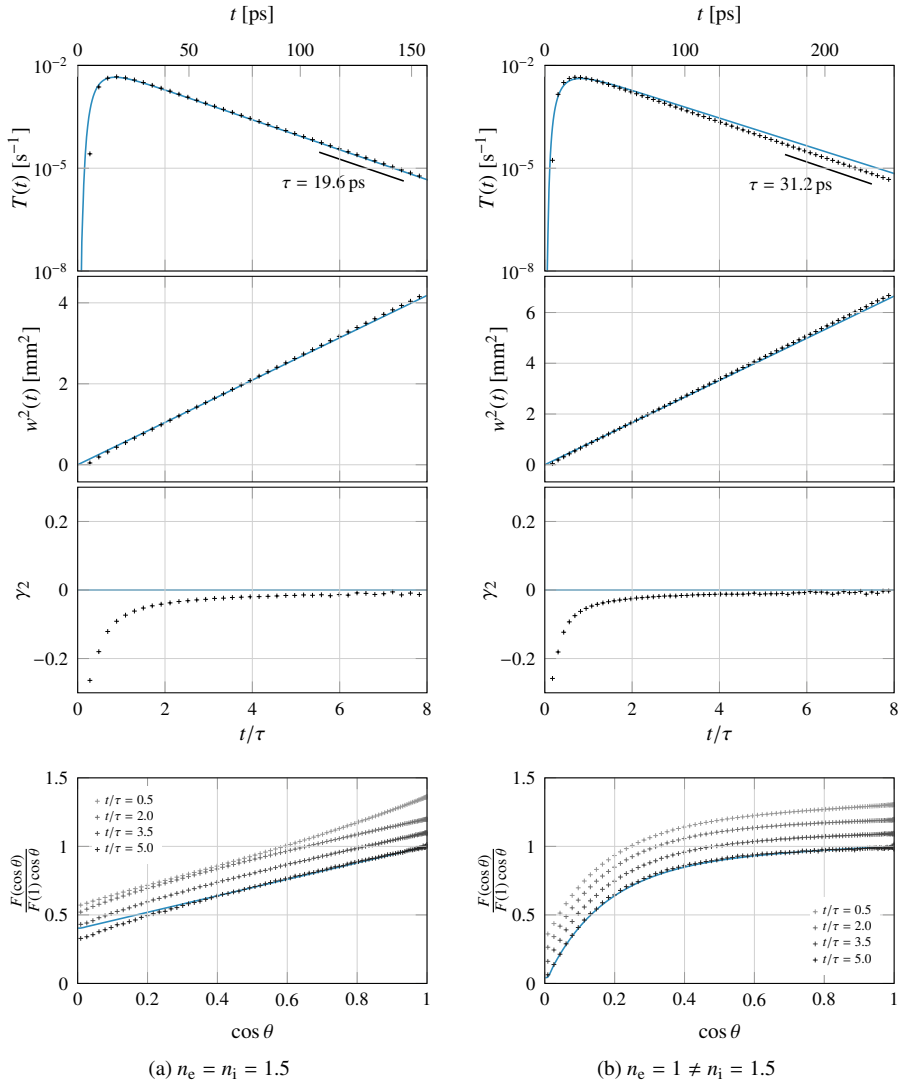 t [ps] t [ps]
0 50 100 150 0 100 200
10⁻² 10⁻⁵ 10⁻⁸
T(t) [s⁻¹]
τ = 19.6 ps
10⁻² 10⁻⁵ 10⁻⁸
T(t) [s⁻¹]
τ = 31.2 ps
4 2 0
w²(t) [mm²]
6 4 2 0
w²(t) [mm²]
0.2 0 −0.2
γ₂
0 2 4 6 8
t/τ
0.2 0 −0.2
γ₂
0 2 4 6 8
t/τ
1.5 1 0.5 0
F(cos θ) / F(1) cos θ
t/τ = 0.5
t/τ = 2.0
t/τ = 3.5
t/τ = 5.0
0 0.2 0.4 0.6 0.8 1
cos θ
1.5 1 0.5 0
F(cos θ) / F(1) cos θ
t/τ = 0.5
t/τ = 2.0
t/τ = 3.5
t/τ = 5.0
0 0.2 0.4 0.6 0.8 1
cos θ
(a) nₑ = nᵢ = 1.5
(b) nₑ = 1 ≠ nᵢ = 1.5